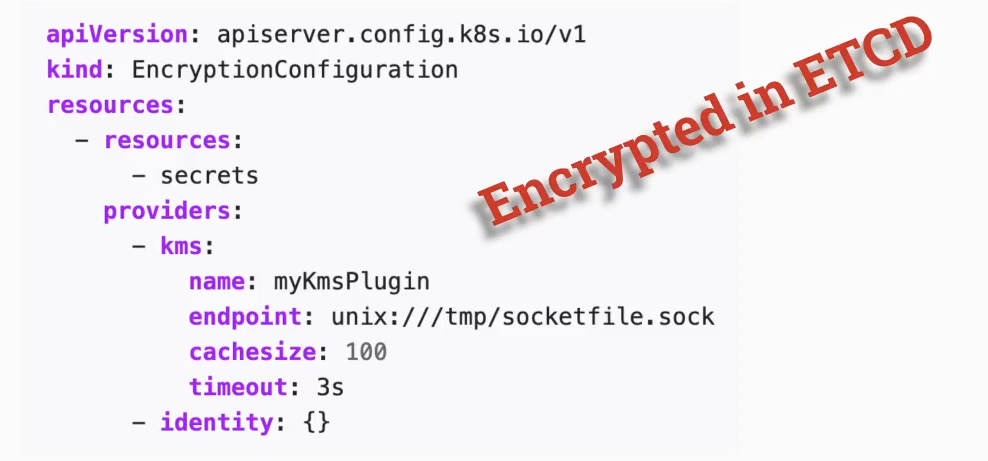 apiVersion: apiserver.config.k8s.io/v1
kind: EncryptionConfiguration
resources:
  - resources:
    - secrets
    providers:
    - kms:
        name: myKmsPlugin
        endpoint: unix:///tmp/socketfile.sock
        cachesize: 100
        timeout: 3s
    - identity: {}
Encrypted in ETCD